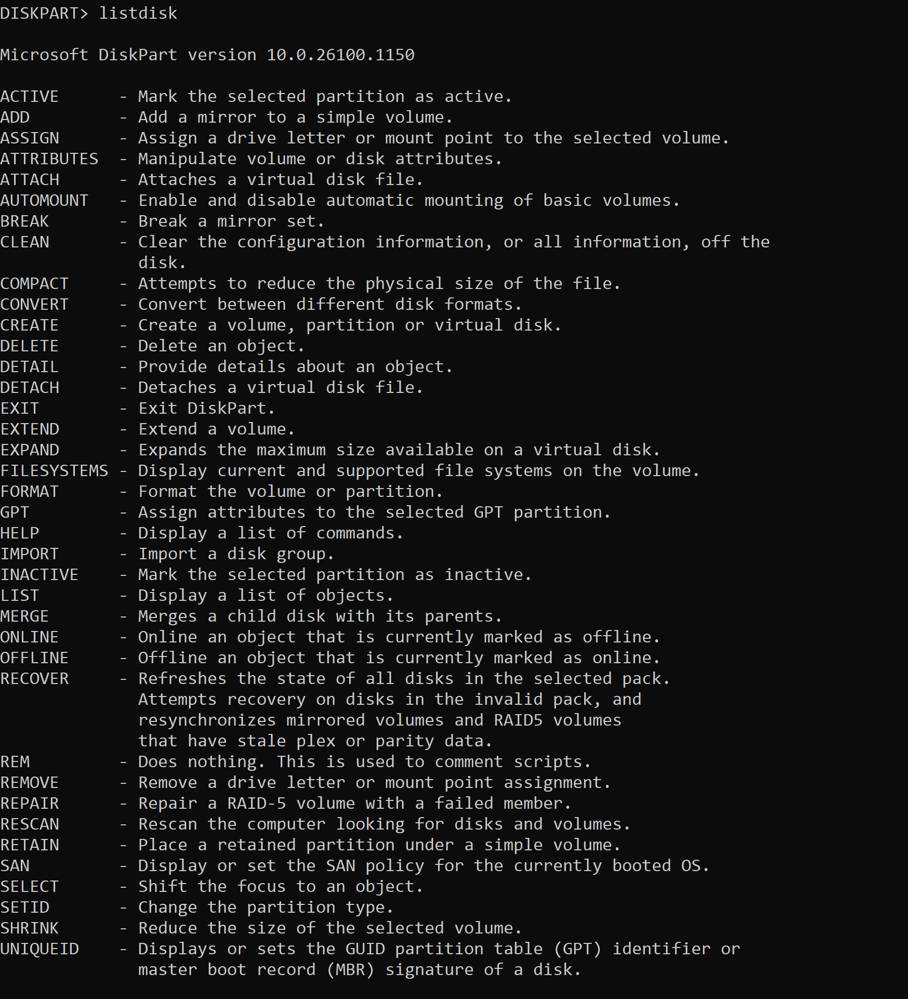 DISKPART> listdisk
Microsoft DiskPart version 10.0.26100.1150
ACTIVE      - Mark the selected partition as active.
ADD         - Add a mirror to a simple volume.
ASSIGN      - Assign a drive letter or mount point to the selected volume.
ATTRIBUTES  - Manipulate volume or disk attributes.
ATTACH      - Attaches a virtual disk file.
AUTOMOUNT   - Enable and disable automatic mounting of basic volumes.
BREAK       - Break a mirror set.
CLEAN       - Clear the configuration information, or all information, off the
              disk.
COMPACT     - Attempts to reduce the physical size of the file.
CONVERT     - Convert between different disk formats.
CREATE      - Create a volume, partition or virtual disk.
DELETE      - Delete an object.
DETAIL      - Provide details about an object.
DETACH      - Detaches a virtual disk file.
EXIT        - Exit DiskPart.
EXTEND      - Extend a volume.
EXPAND      - Expands the maximum size available on a virtual disk.
FILESYSTEMS - Display current and supported file systems on the volume.
FORMAT      - Format the volume or partition.
GPT         - Assign attributes to the selected GPT partition.
HELP        - Display a list of commands.
IMPORT      - Import a disk group.
INACTIVE    - Mark the selected partition as inactive.
LIST        - Display a list of objects.
MERGE       - Merges a child disk with its parents.
ONLINE      - Online an object that is currently marked as offline.
OFFLINE     - Offline an object that is currently marked as online.
RECOVER     - Refreshes the state of all disks in the selected pack.
              Attempts recovery on disks in the invalid pack, and
              resynchronizes mirrored volumes and RAID5 volumes
              that have stale plex or parity data.
REM         - Does nothing. This is used to comment scripts.
REMOVE      - Remove a drive letter or mount point assignment.
REPAIR      - Repair a RAID-5 volume with a failed member.
RESCAN      - Rescan the computer looking for disks and volumes.
RETAIN      - Place a retained partition under a simple volume.
SAN         - Display or set the SAN policy for the currently booted OS.
SELECT      - Shift the focus to an object.
SETID       - Change the partition type.
SHRINK      - Reduce the size of the selected volume.
UNIQUEID    - Displays or sets the GUID partition table (GPT) identifier or
              master boot record (MBR) signature of a disk.